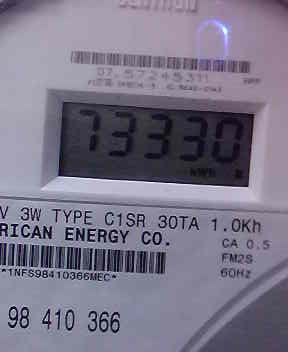 CENTRON
07.57245311
73330
kWh
V 3W TYPE C1SR 30TA 1.0Kh
RICAN ENERGY CO.
CA 0.5
FM2S
60Hz
*1NFS98410366MEC*
98 410 366